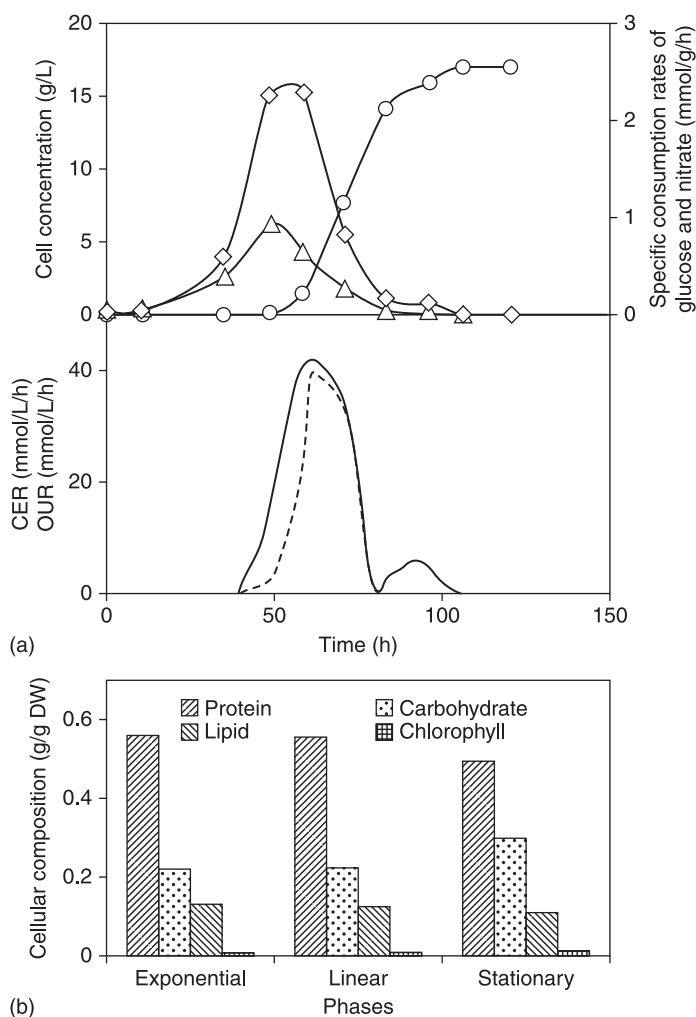 20
15
10
5
0
Cell concentration (g/L)
3
2
1
0
Specific consumption rates of
glucose and nitrate (mmol/g/h)
40
20
0
CER (mmol/L/h)
OUR (mmol/L/h)
0 50 100 150
Time (h)
(a)
0.6
0.4
0.2
0
Cellular composition (g/g DW)
Protein Carbohydrate
Lipid Chlorophyll
Exponential Linear Stationary
Phases
(b)